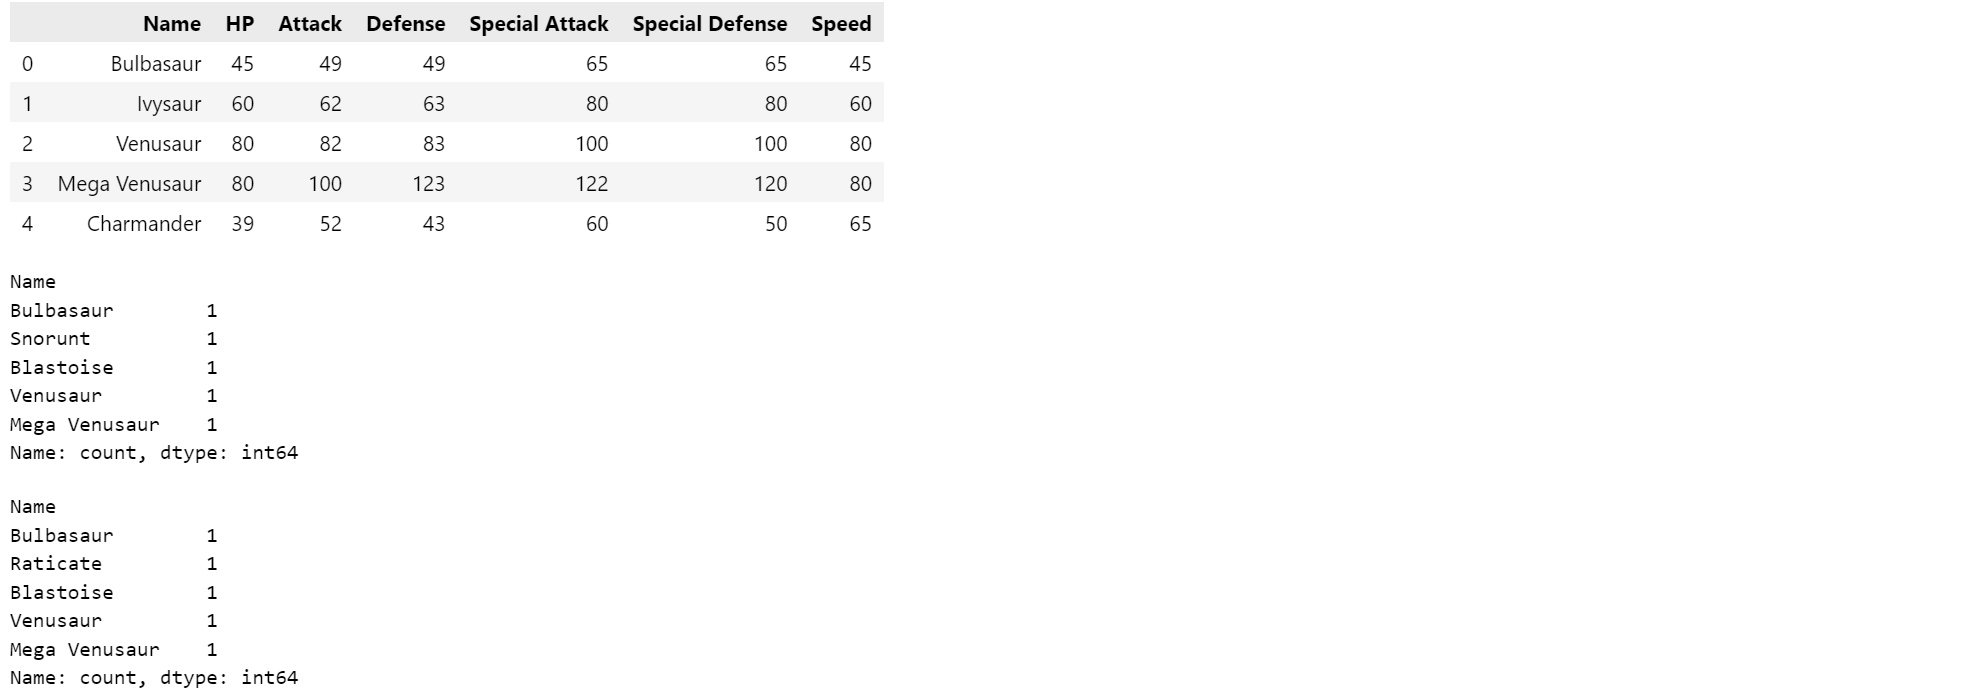 Name HP Attack Defense Special Attack Special Defense Speed
0 Bulbasaur 45 49 49 65 65 45
1 Ivysaur 60 62 63 80 80 60
2 Venusaur 80 82 83 100 100 80
3 Mega Venusaur 80 100 123 122 120 80
4 Charmander 39 52 43 60 50 65
Name
Bulbasaur 1
Snorunt 1
Blastoise 1
Venusaur 1
Mega Venusaur 1
Name: count, dtype: int64
Name
Bulbasaur 1
Raticate 1
Blastoise 1
Venusaur 1
Mega Venusaur 1
Name: count, dtype: int64